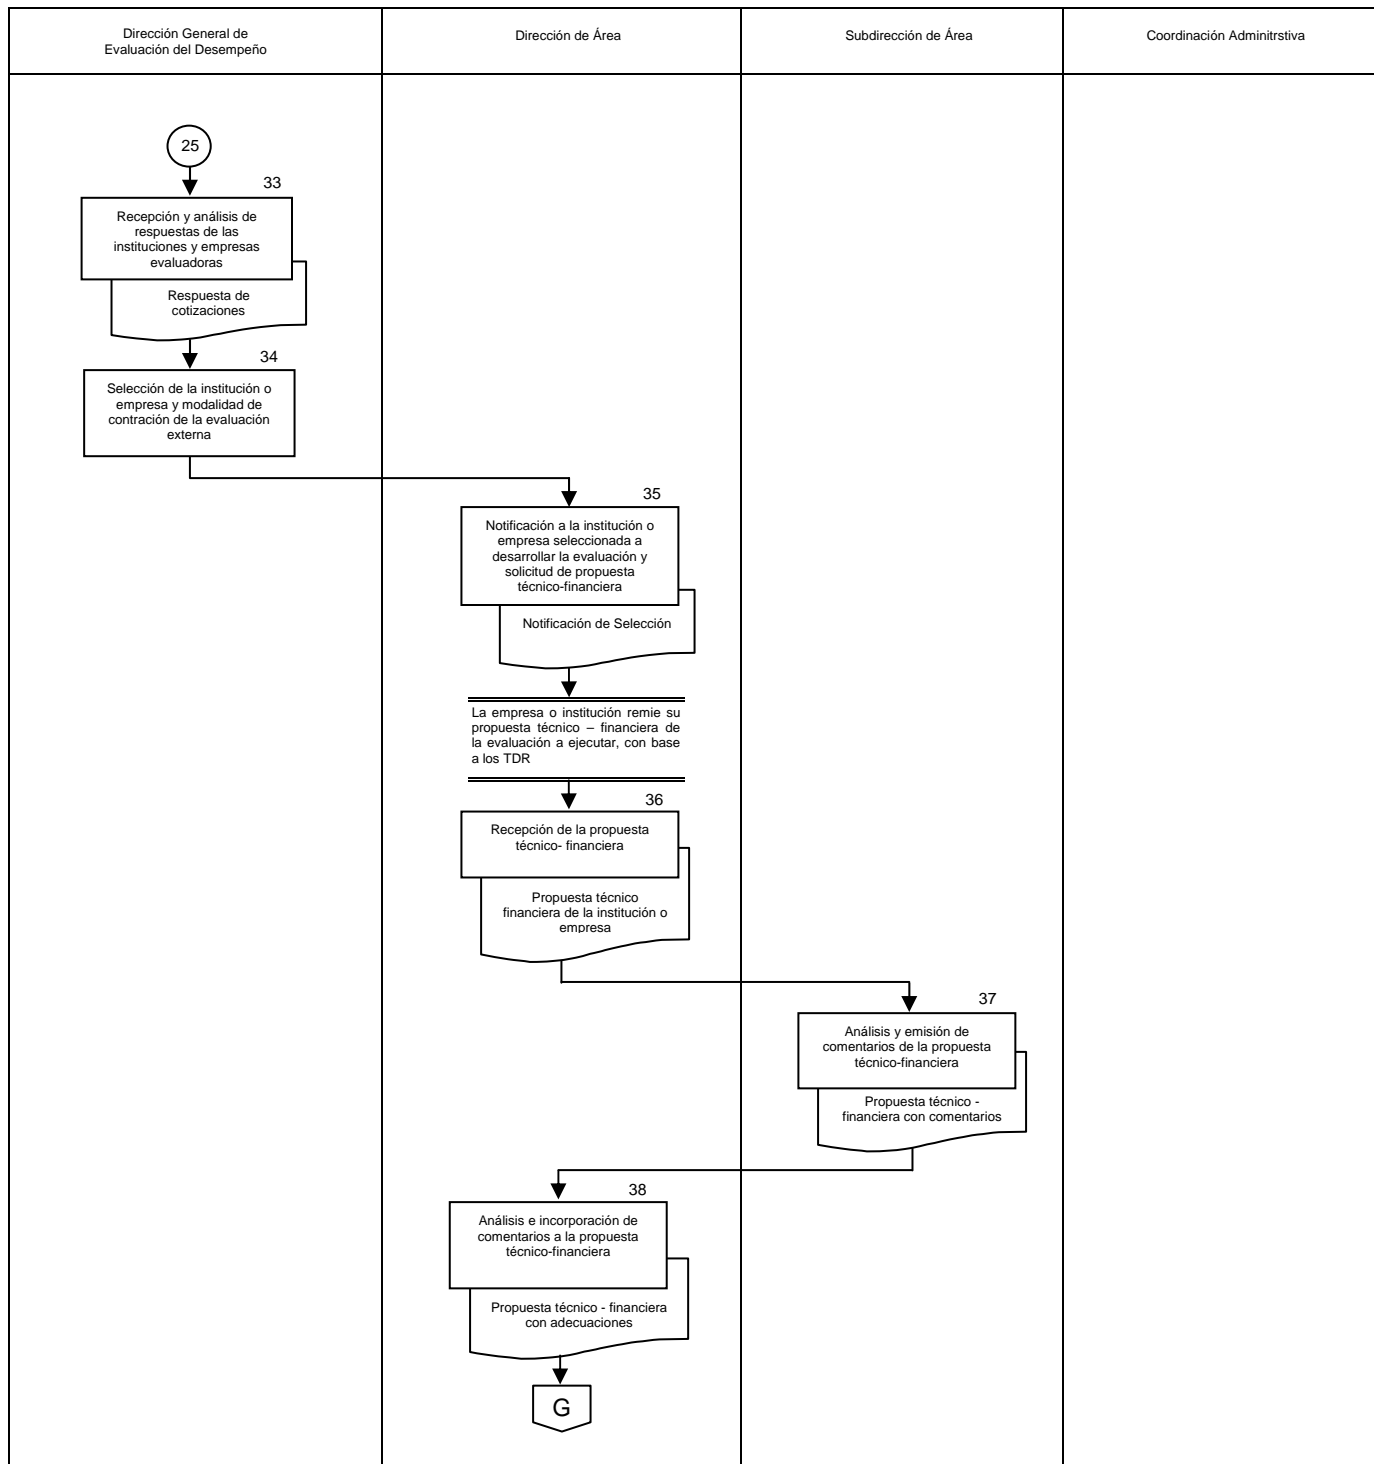 Dirección General de
Evaluación del Desempeño
Dirección de Área
Subdirección de Área
Coordinación Adminitrstiva
25
33
Recepción y análisis de
respuestas de las
instituciones y empresas
evaluadoras
Respuesta de
cotizaciones
34
Selección de la institución o
empresa y modalidad de
contración de la evaluación
externa
35
Notificación a la institución o
empresa seleccionada a
desarrollar la evaluación y
solicitud de propuesta
técnico-financiera
Notificación de Selección
La empresa o institución remie su
propuesta técnico – financiera de
la evaluación a ejecutar, con base
a los TDR
36
Recepción de la propuesta
técnico- financiera
Propuesta técnico
financiera de la institución o
empresa
37
Análisis y emisión de
comentarios de la propuesta
técnico-financiera
Propuesta técnico -
financiera con comentarios
38
Análisis e incorporación de
comentarios a la propuesta
técnico-financiera
Propuesta técnico - financiera
con adecuaciones
G